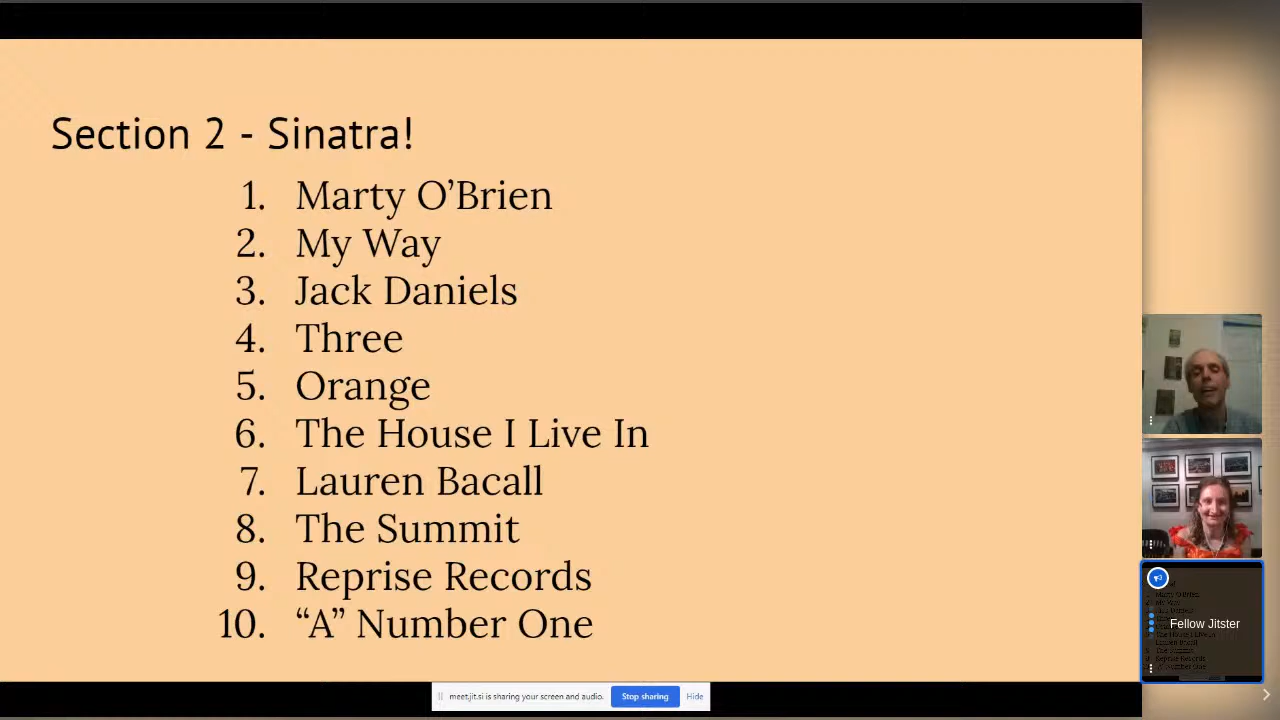 Section 2 - Sinatra!
1. Marty O’Brien
2. My Way
3. Jack Daniels
4. Three
5. Orange
6. The House I Live In
7. Lauren Bacall
8. The Summit
9. Reprise Records
10. “A” Number One
Fellow Jitster
meet.jit.si is sharing your screen and audio.
Stop sharing
Hide